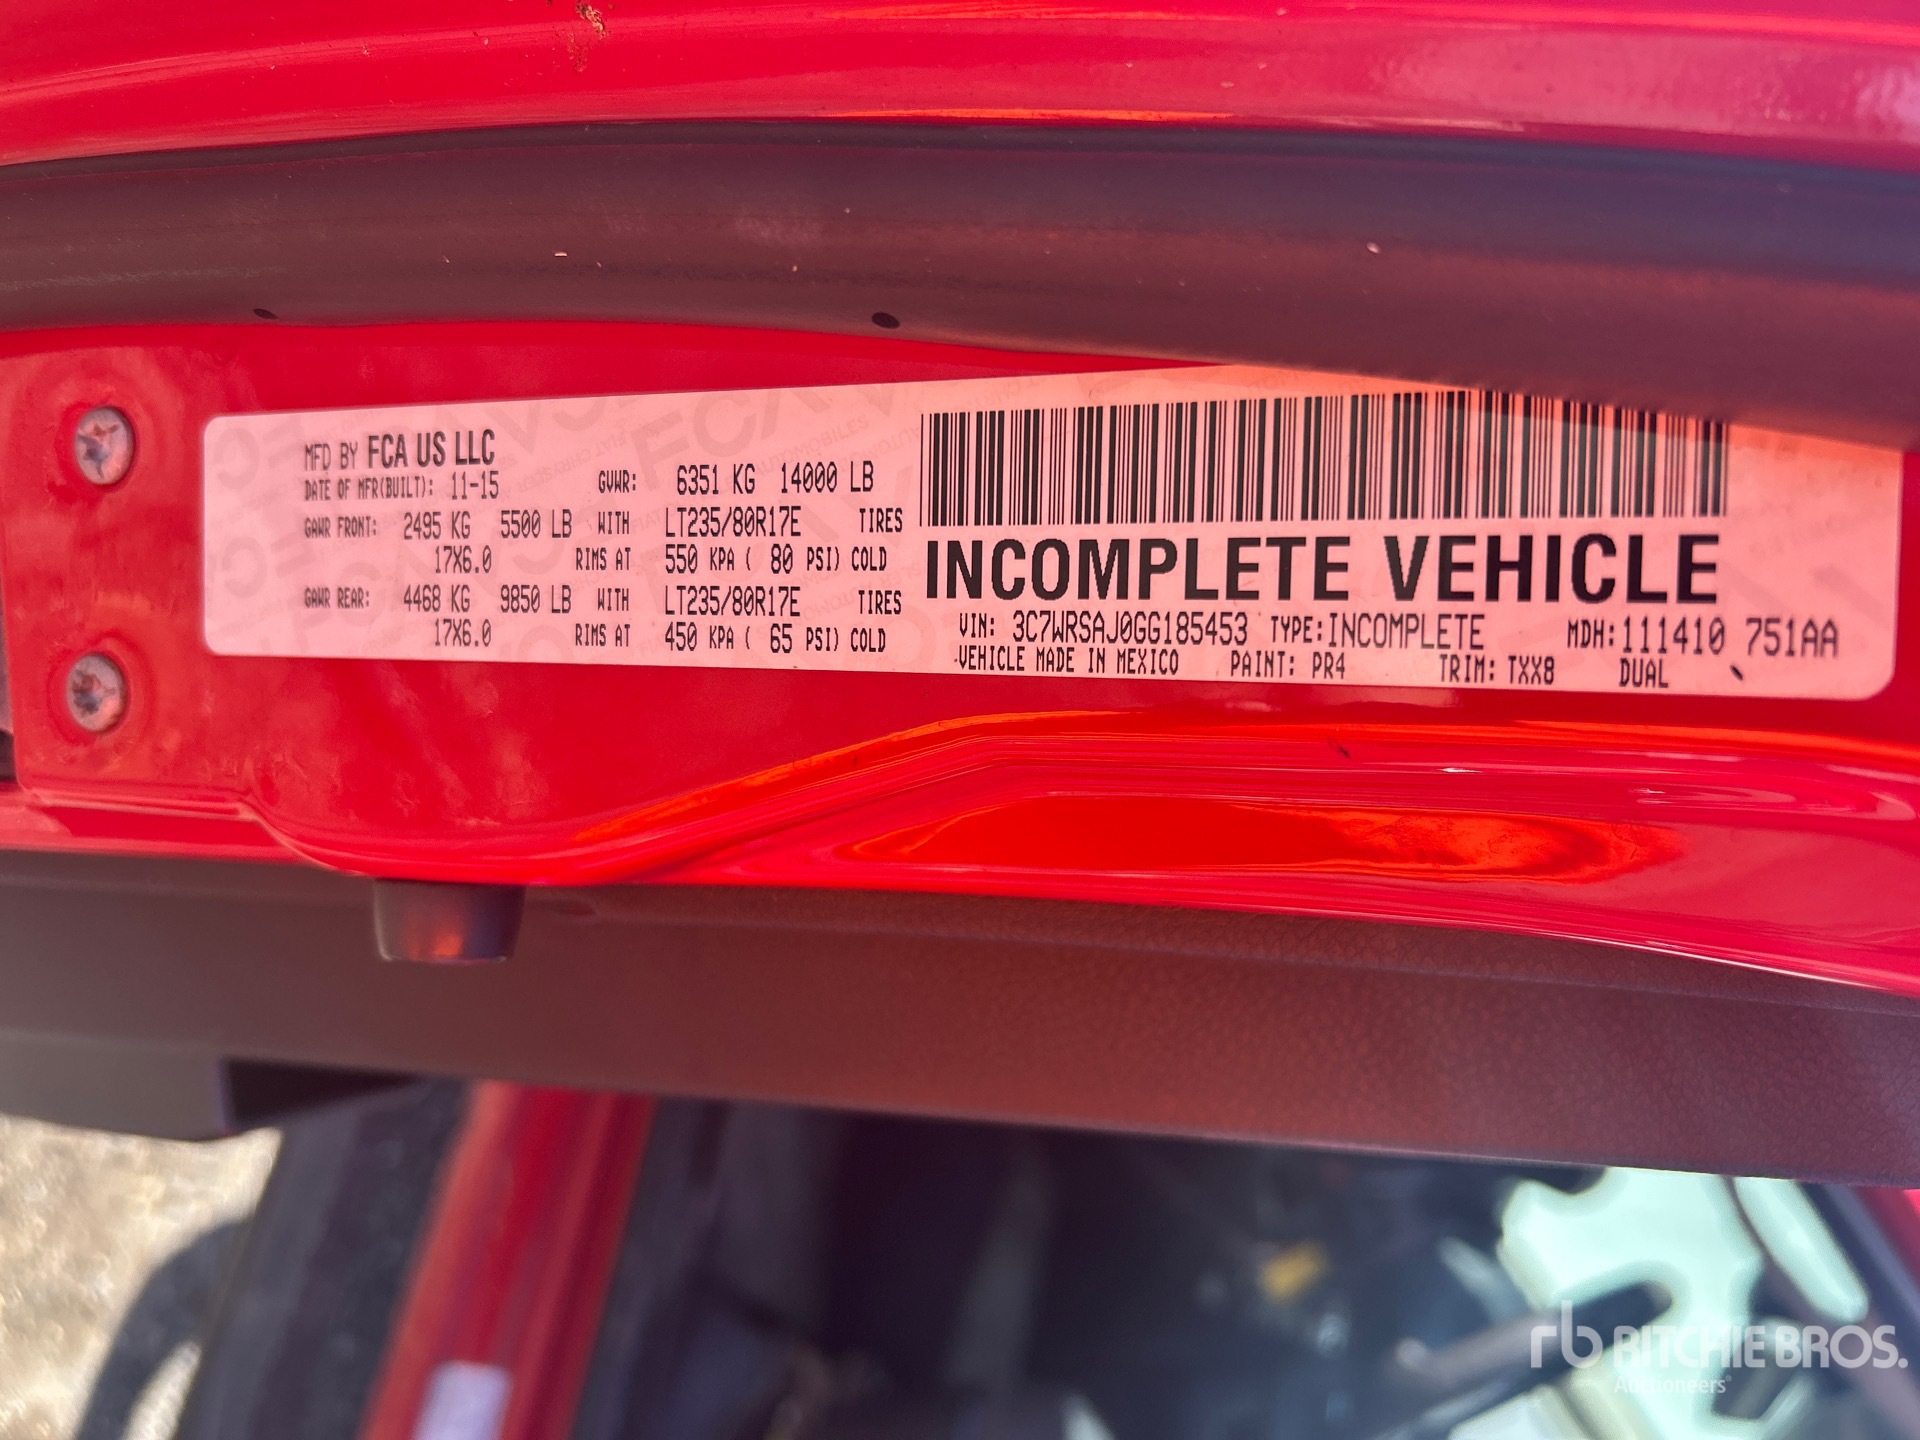 MFD BY FCA US LLC
DATE OF MFR(BUILT): 11-15 GVWR: 6351 KG 14000 LB
GAWR FRONT: 2495 KG 5500 LB WITH LT235/80R17E TIRES
17X6.0 RIMS AT 550 KPA ( 80 PSI) COLD
GAWR REAR: 4468 KG 9850 LB WITH LT235/80R17E TIRES
17X6.0 RIMS AT 450 KPA ( 65 PSI) COLD
INCOMPLETE VEHICLE
VIN: 3C7WRSAJ0GG185453 TYPE: INCOMPLETE MDH: 111410 751AA
VEHICLE MADE IN MEXICO PAINT: PR4 TRIM: TXX8 DUAL
rb RITCHIE BROS.
Auctioneers